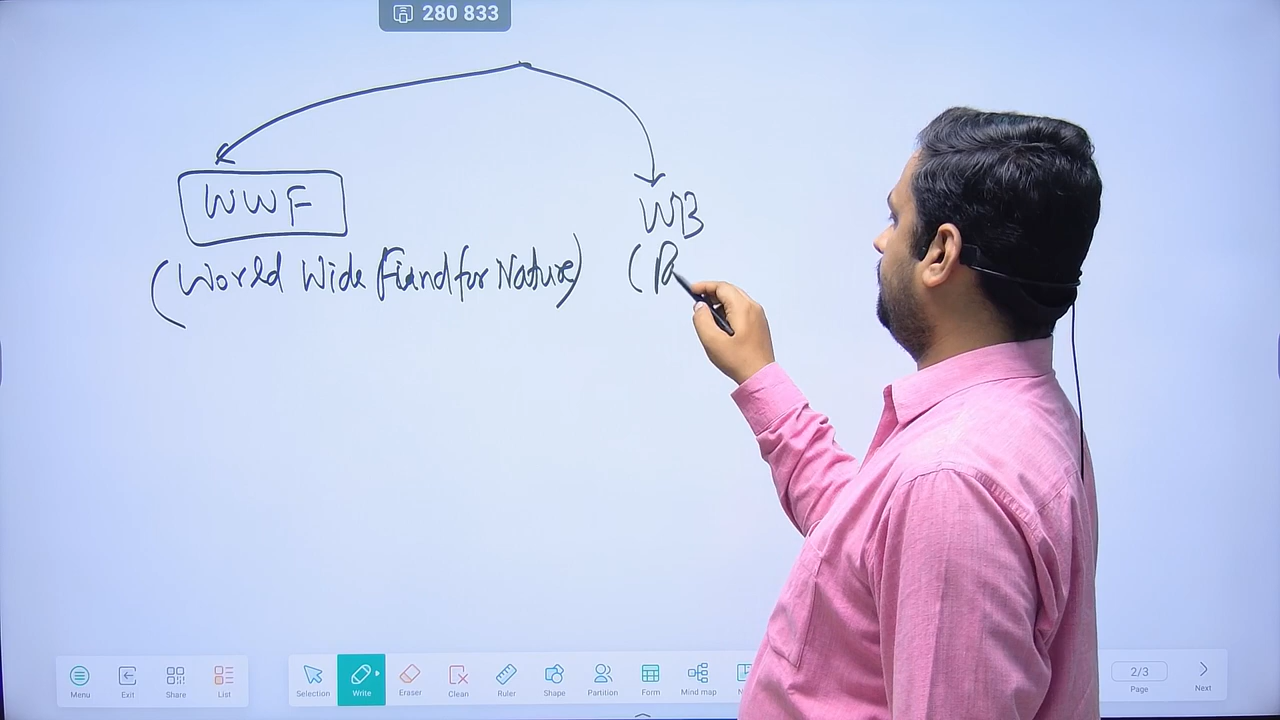 280 833
WWF
WB
(World Wide Fund for Nature)
Menu
Exit
Share
List
Selection
Write
Eraser
Clean
Ruler
Shape
Partition
Form
Mind map
2/3
Page
Next